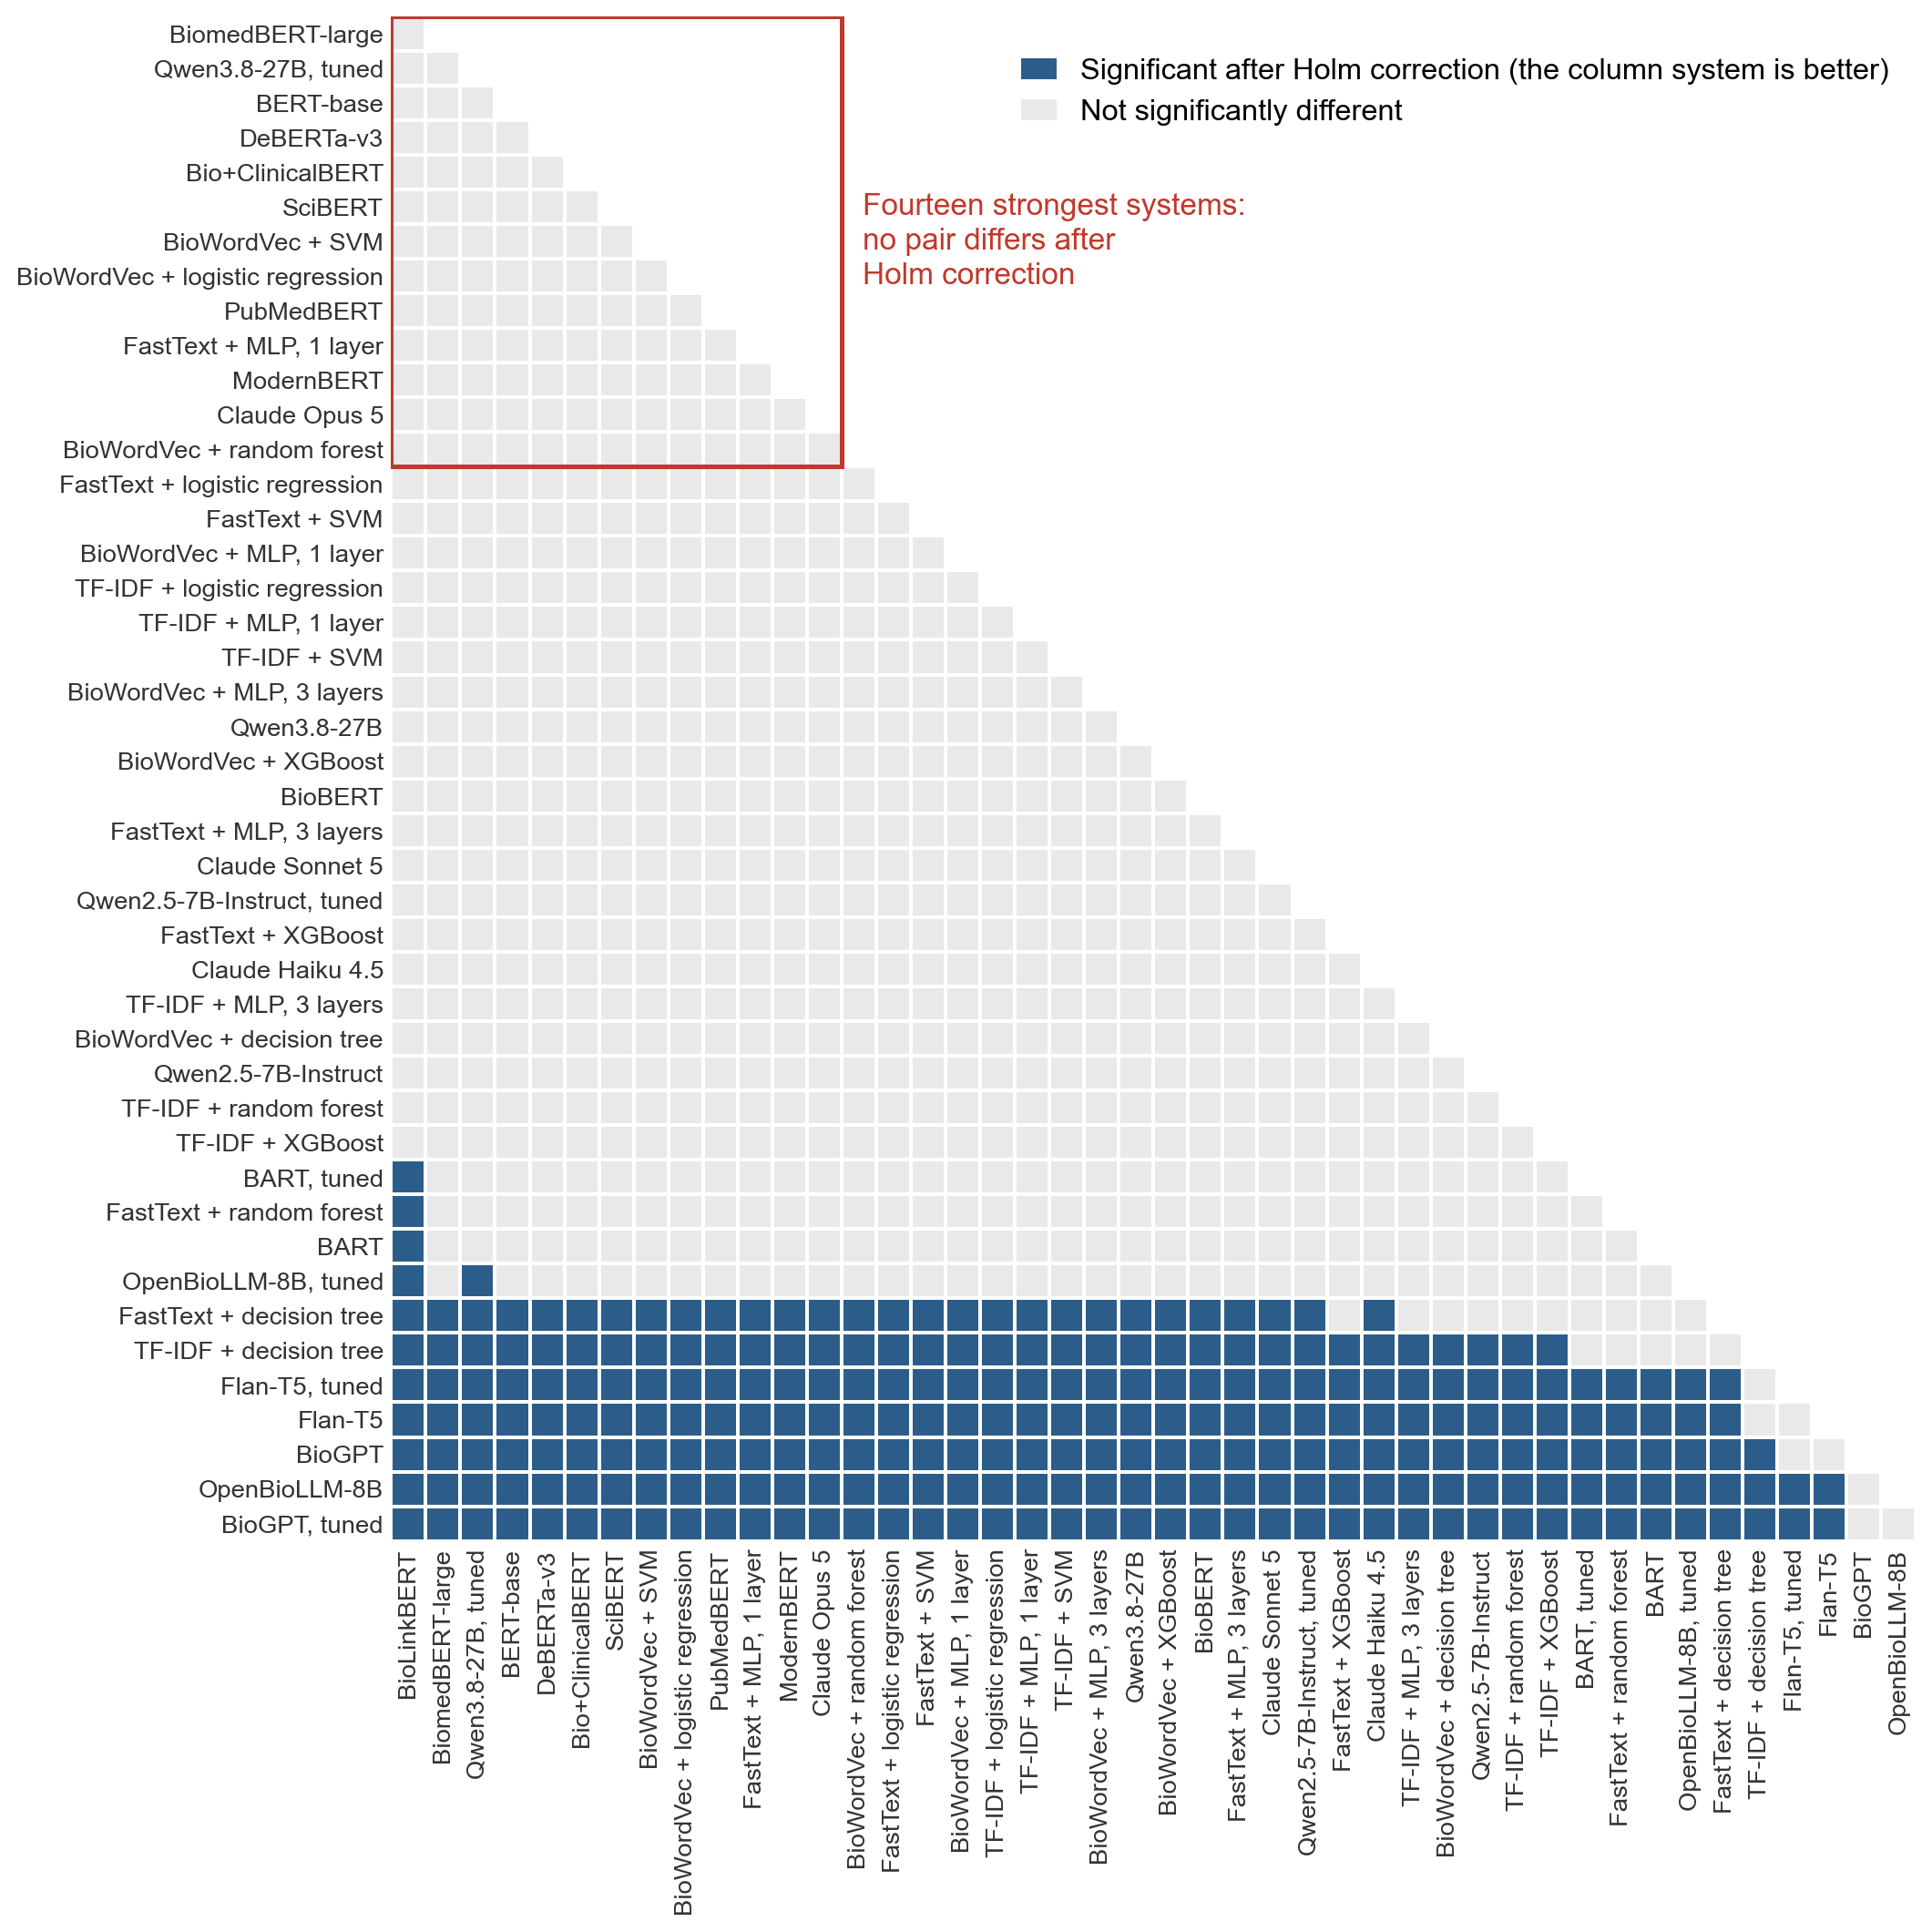 BiomedBERT-large
Qwen3.8-27B, tuned
BERT-base
DeBERTa-v3
Bio+ClinicalBERT
SciBERT
BioWordVec + SVM
BioWordVec + logistic regression
PubMedBERT
FastText + MLP, 1 layer
ModernBERT
Claude Opus 5
BioWordVec + random forest
FastText + logistic regression
FastText + SVM
BioWordVec + MLP, 1 layer
TF-IDF + logistic regression
TF-IDF + MLP, 1 layer
TF-IDF + SVM
BioWordVec + MLP, 3 layers
Qwen3.8-27B
BioWordVec + XGBoost
BioBERT
FastText + MLP, 3 layers
Claude Sonnet 5
Qwen2.5-7B-Instruct, tuned
FastText + XGBoost
Claude Haiku 4.5
TF-IDF + MLP, 3 layers
BioWordVec + decision tree
Qwen2.5-7B-Instruct
TF-IDF + random forest
TF-IDF + XGBoost
BART, tuned
FastText + random forest
BART
OpenBioLLM-8B, tuned
FastText + decision tree
TF-IDF + decision tree
Flan-T5, tuned
Flan-T5
BioGPT
OpenBioLLM-8B
BioGPT, tuned
Significant after Holm correction (the column system is better)
Not significantly different
Fourteen strongest systems:
no pair differs after
Holm correction
BioLinkBERT
BiomedBERT-large
Qwen3.8-27B, tuned
BERT-base
DeBERTa-v3
Bio+ClinicalBERT
SciBERT
BioWordVec + SVM
BioWordVec + logistic regression
PubMedBERT
FastText + MLP, 1 layer
ModernBERT
Claude Opus 5
BioWordVec + random forest
FastText + logistic regression
FastText + SVM
BioWordVec + MLP, 1 layer
TF-IDF + logistic regression
TF-IDF + MLP, 1 layer
TF-IDF + SVM
BioWordVec + MLP, 3 layers
Qwen3.8-27B
BioWordVec + XGBoost
BioBERT
FastText + MLP, 3 layers
Claude Sonnet 5
Qwen2.5-7B-Instruct, tuned
FastText + XGBoost
Claude Haiku 4.5
TF-IDF + MLP, 3 layers
BioWordVec + decision tree
Qwen2.5-7B-Instruct
TF-IDF + random forest
TF-IDF + XGBoost
BART, tuned
FastText + random forest
BART
OpenBioLLM-8B, tuned
FastText + decision tree
TF-IDF + decision tree
Flan-T5, tuned
Flan-T5
BioGPT
OpenBioLLM-8B